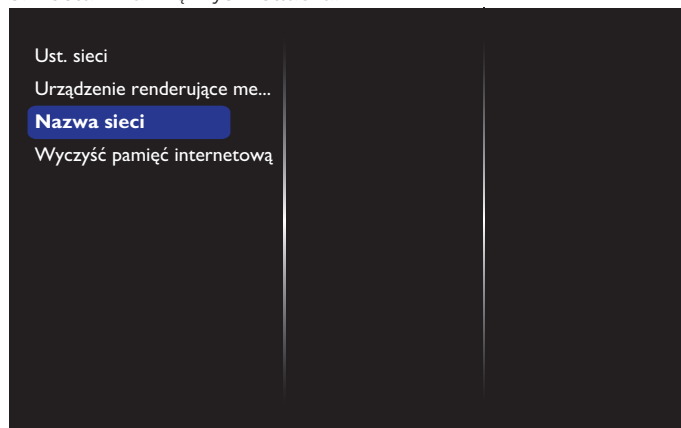 Ust. sieci
Urządzenie renderujące me...
Nazwa sieci
Wyczyść pamięć internetową